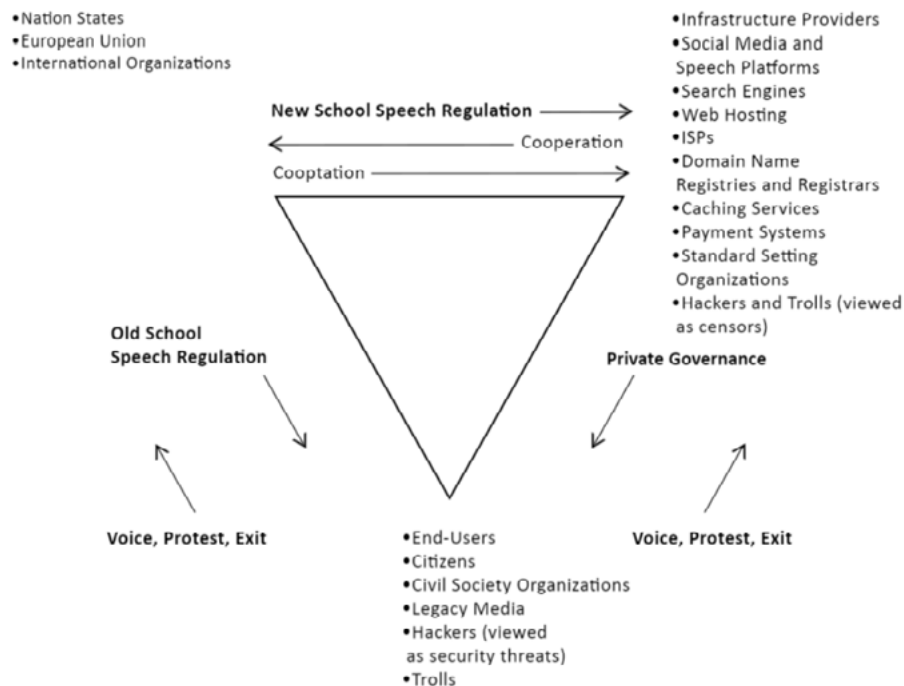 •Nation States
•European Union
•International Organizations
•Infrastructure Providers
•Social Media and
Speech Platforms
•Search Engines
•Web Hosting
•ISPs
•Domain Name
Registries and Registrars
•Caching Services
•Payment Systems
•Standard Setting
Organizations
•Hackers and Trolls (viewed
as censors)
New School Speech Regulation
Cooperation
Cooptation
Old School
Speech Regulation
Private Governance
Voice, Protest, Exit
Voice, Protest, Exit
•End-Users
•Citizens
•Civil Society Organizations
•Legacy Media
•Hackers (viewed
as security threats)
•Trolls